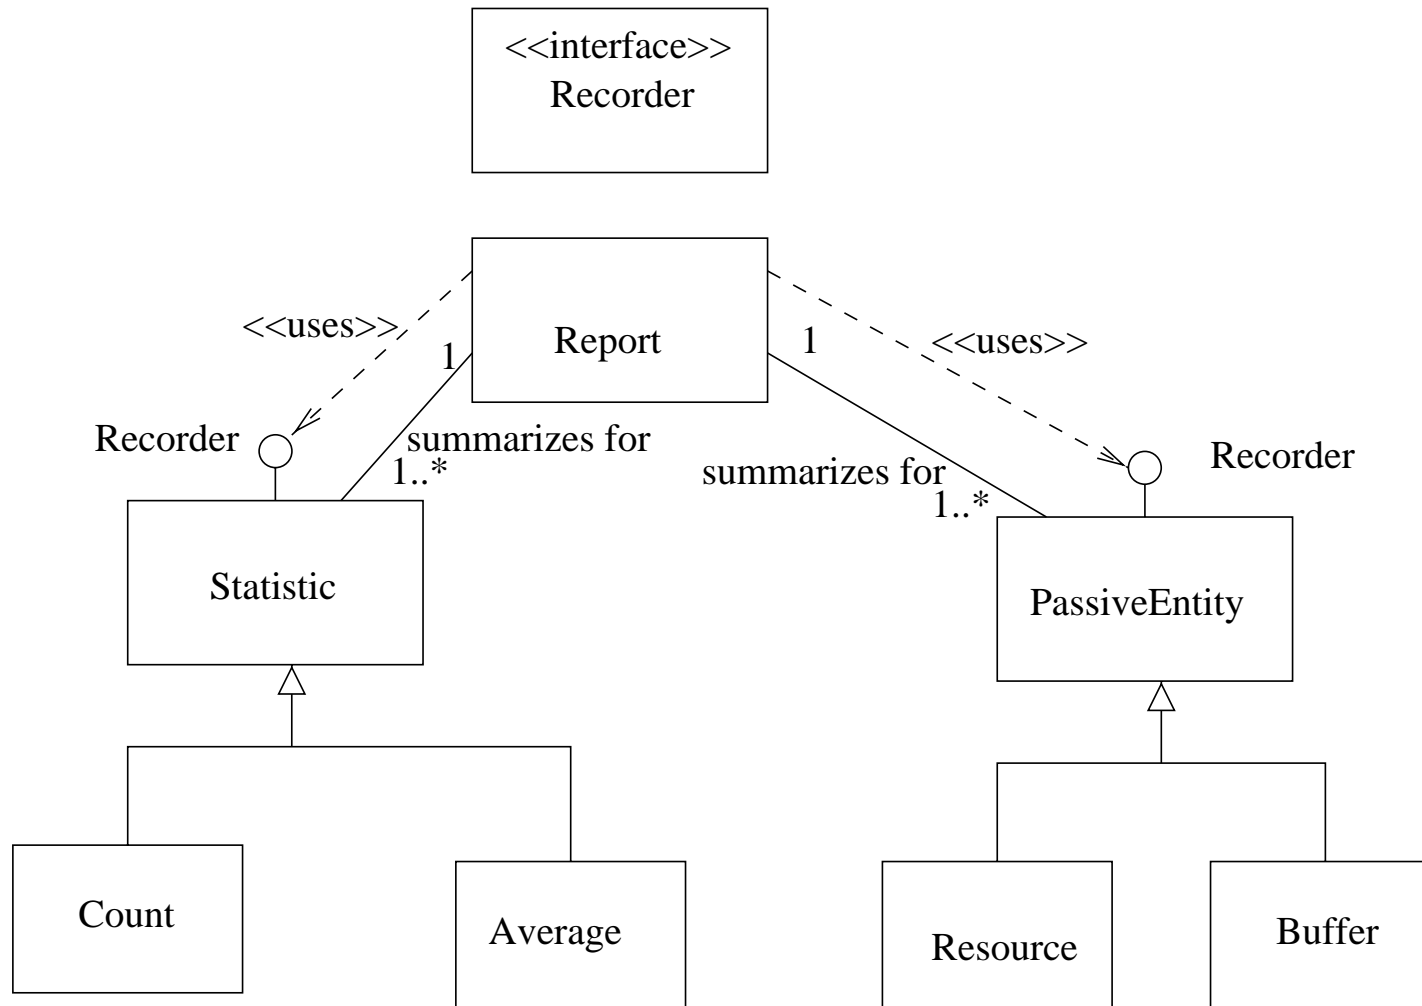 <<interface>>
Recorder
Report
<<uses>>
1
1
<<uses>>
Recorder
summarizes for
1..*
summarizes for
1..*
Recorder
Statistic
PassiveEntity
Count
Average
Resource
Buffer